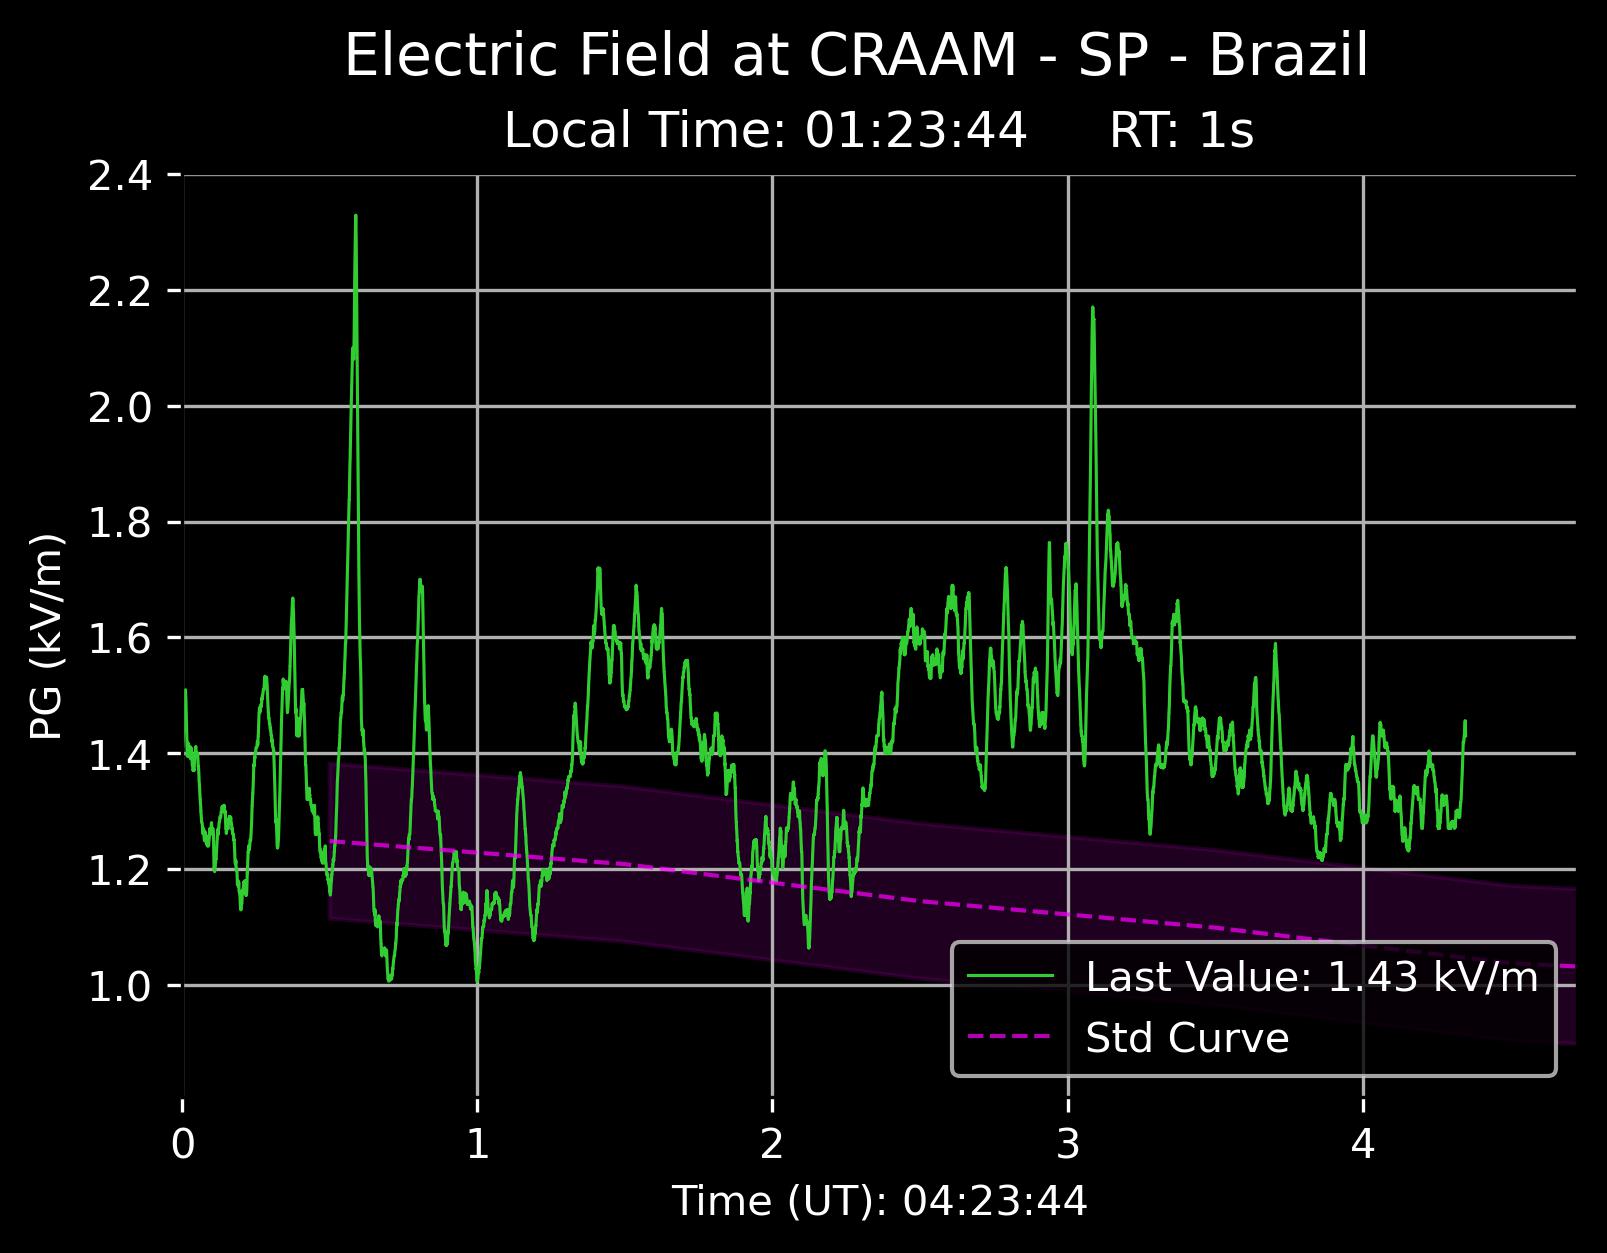 Electric Field at CRAAM - SP - Brazil
Local Time: 01:23:44 RT: 1s
2.4
2.2
2.0
1.8
1.6
1.4
1.2
1.0
PG (kV/m)
Last Value: 1.43 kV/m
Std Curve
0 1 2 3 4
Time (UT): 04:23:44